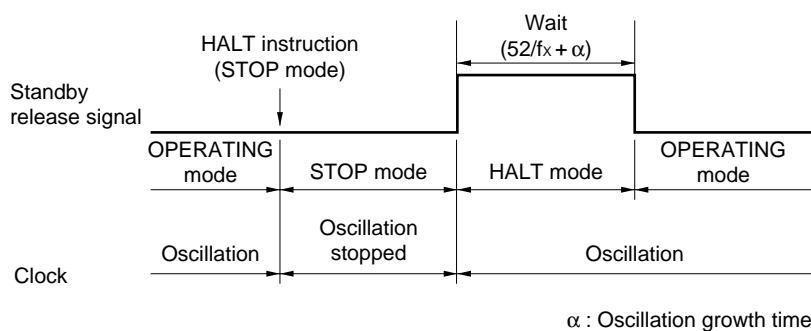 Wait
(52/fx + α)
HALT instruction
(STOP mode)
Standby
release signal
OPERATING
mode
STOP mode
HALT mode
OPERATING
mode
Oscillation
Oscillation
stopped
Oscillation
Clock
α : Oscillation growth time